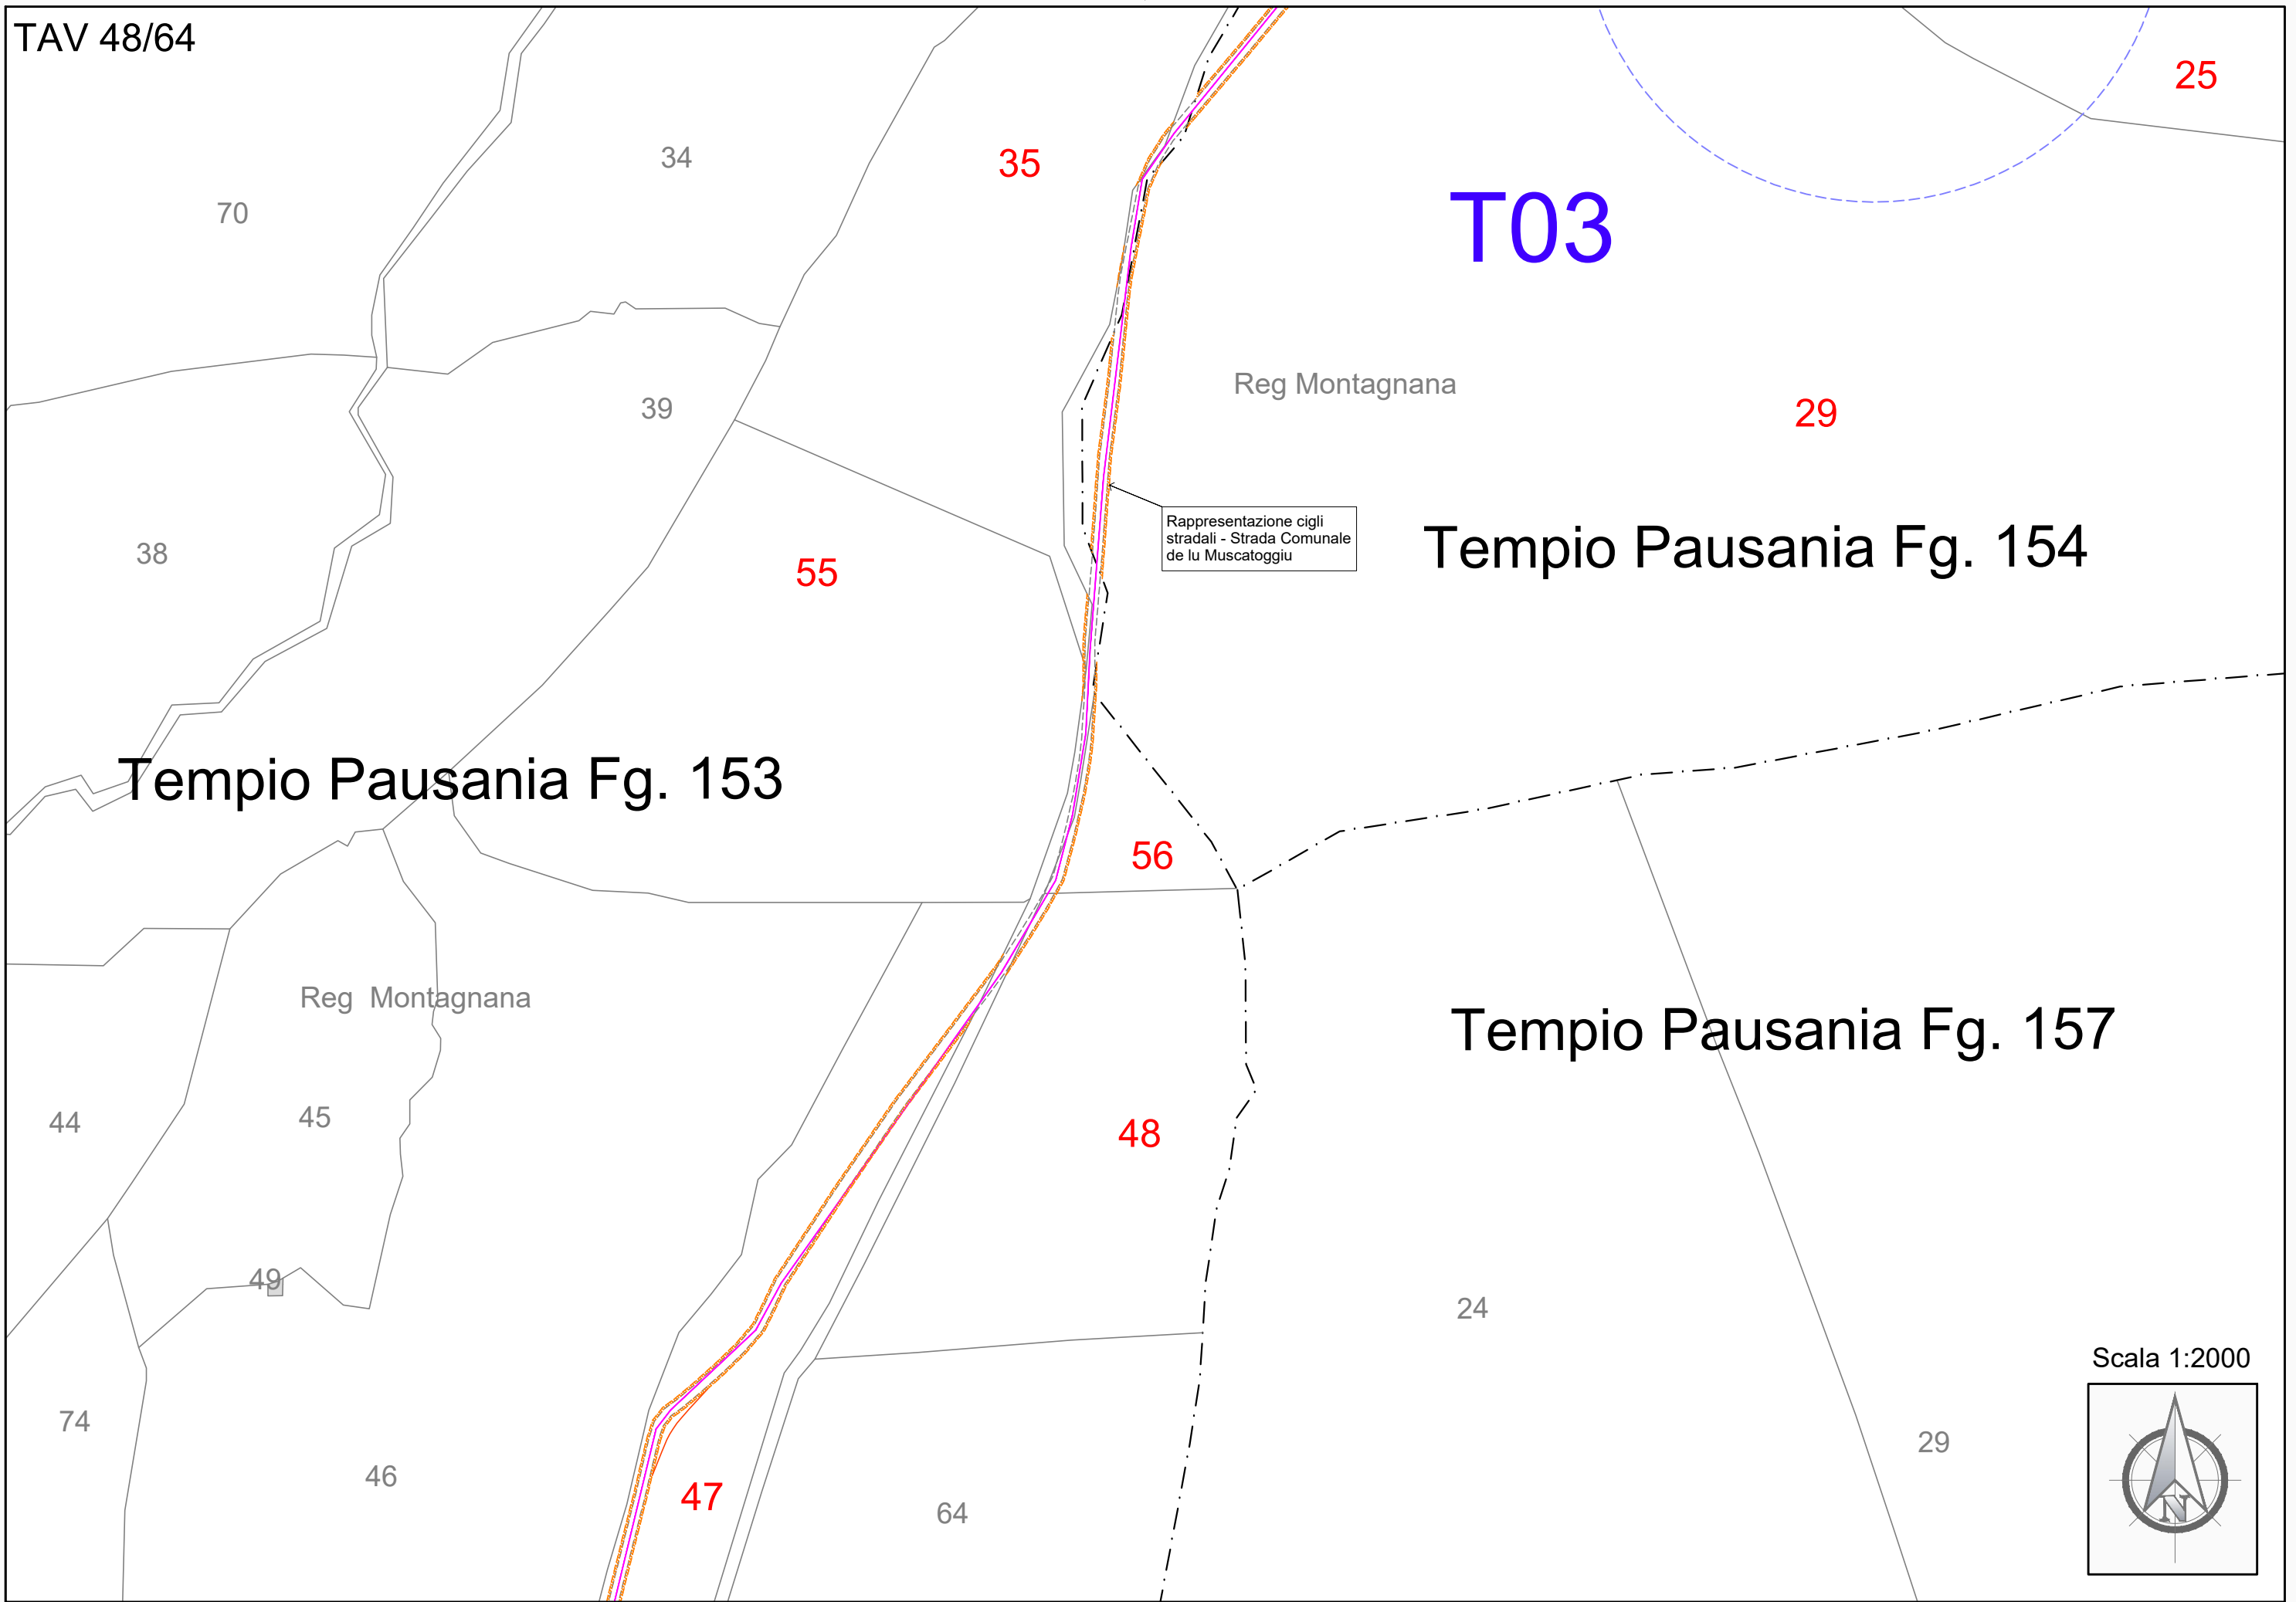 TAV 48/64
25
34
35
70
T03
Reg Montagnana
39
29
Rappresentazione cigli
stradali - Strada Comunale
de lu Muscatoggiu
Tempio Pausania Fg. 154
38
55
Tempio Pausania Fg. 153
56
Reg Montagnana
Tempio Pausania Fg. 157
44
45
48
49
24
Scala 1:2000
74
29
46
47
64
N